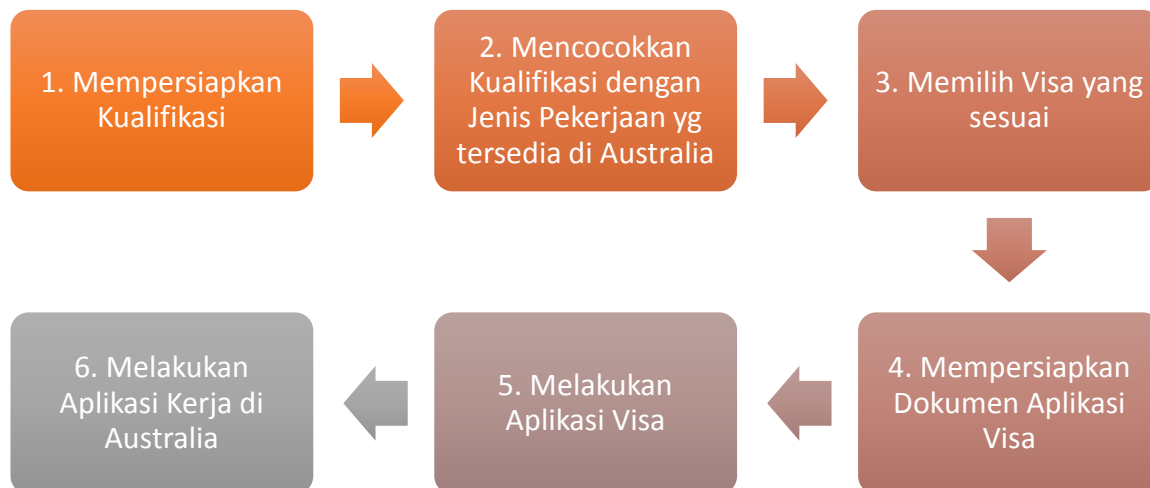 1. Mempersiapkan
Kualifikasi
2. Mencocokkan
Kualifikasi dengan
Jenis Pekerjaan yg
tersedia di Australia
3. Memilih Visa yang
sesuai
4. Mempersiapkan
Dokumen Aplikasi
Visa
5. Melakukan
Aplikasi Visa
6. Melakukan
Aplikasi Kerja di
Australia